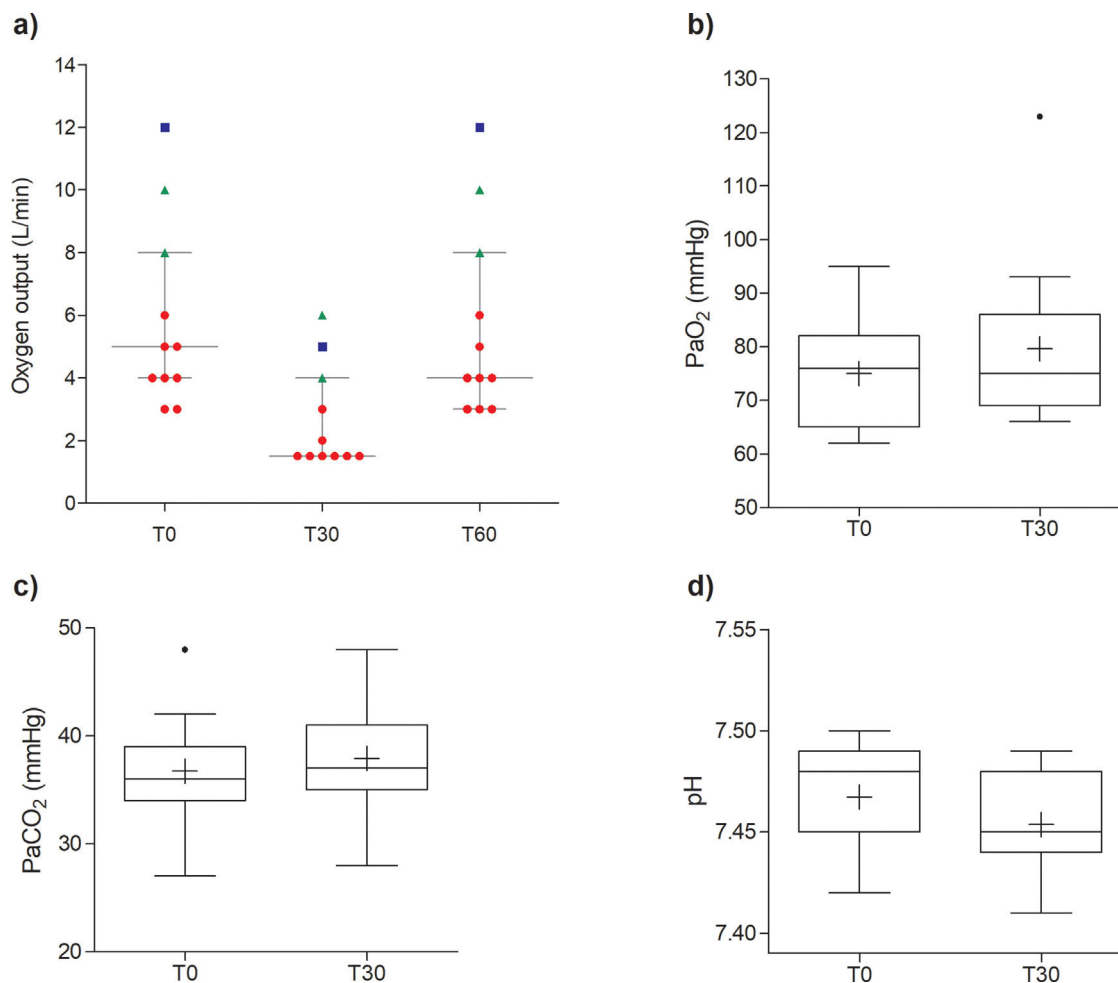 a)
Oxygen output (L/min)
14
12
10
8
6
4
2
0
T0 T30 T60
b)
PaO₂ (mmHg)
130
120
110
100
90
80
70
60
50
T0 T30
c)
PaCO₂ (mmHg)
50
40
30
20
T0 T30
d)
pH
7.55
7.50
7.45
7.40
T0 T30